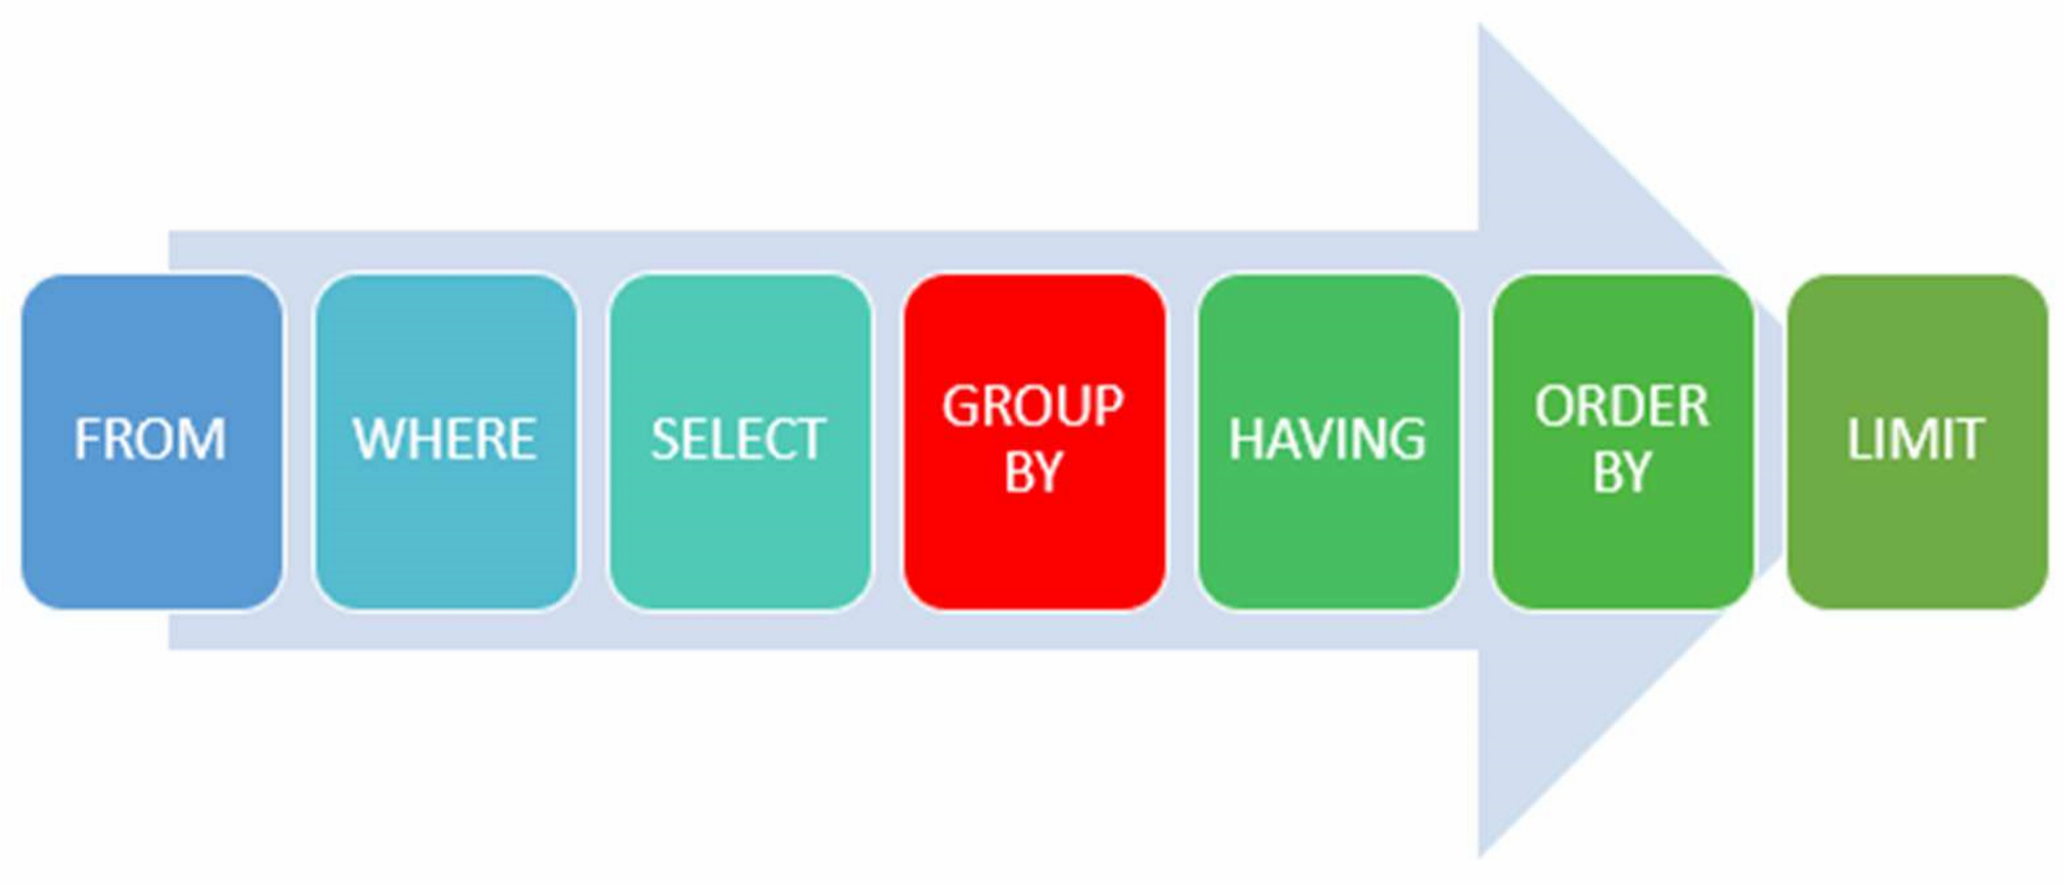 FROM
WHERE
SELECT
GROUP
BY
HAVING
ORDER
BY
LIMIT